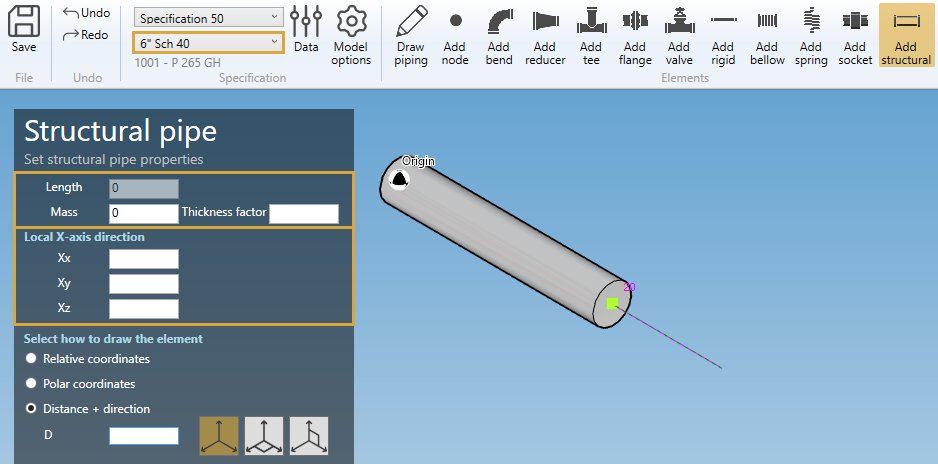 Save
File
Undo
Redo
Undo
Specification 50
6" Sch 40
1001 - P 265 GH
Data
Model options
Specification
Draw piping
Add node
Add bend
Add reducer
Add tee
Add flange
Add valve
Add rigid
Add bellow
Add spring
Add socket
Add structural
Elements
Structural pipe
Set structural pipe properties
Length 0
Mass 0 Thickness factor
Local X-axis direction
Xx
Xy
Xz
Select how to draw the element
Relative coordinates
Polar coordinates
Distance + direction
D
Origin
20